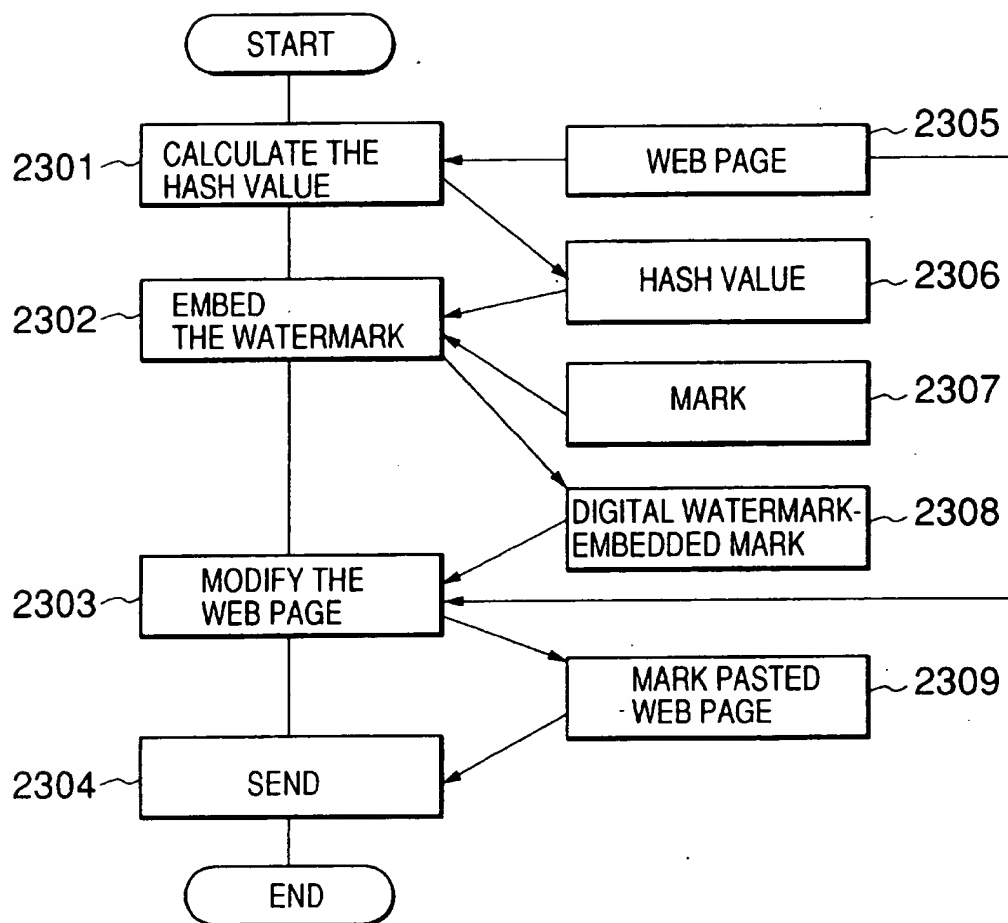 START
2305
2301
CALCULATE THE
HASH VALUE
WEB PAGE
2302
EMBED
THE WATERMARK
HASH VALUE
2306
MARK
2307
DIGITAL WATERMARK-
EMBEDDED MARK
2308
2303
MODIFY THE
WEB PAGE
MARK PASTED
WEB PAGE
2309
2304
SEND
END